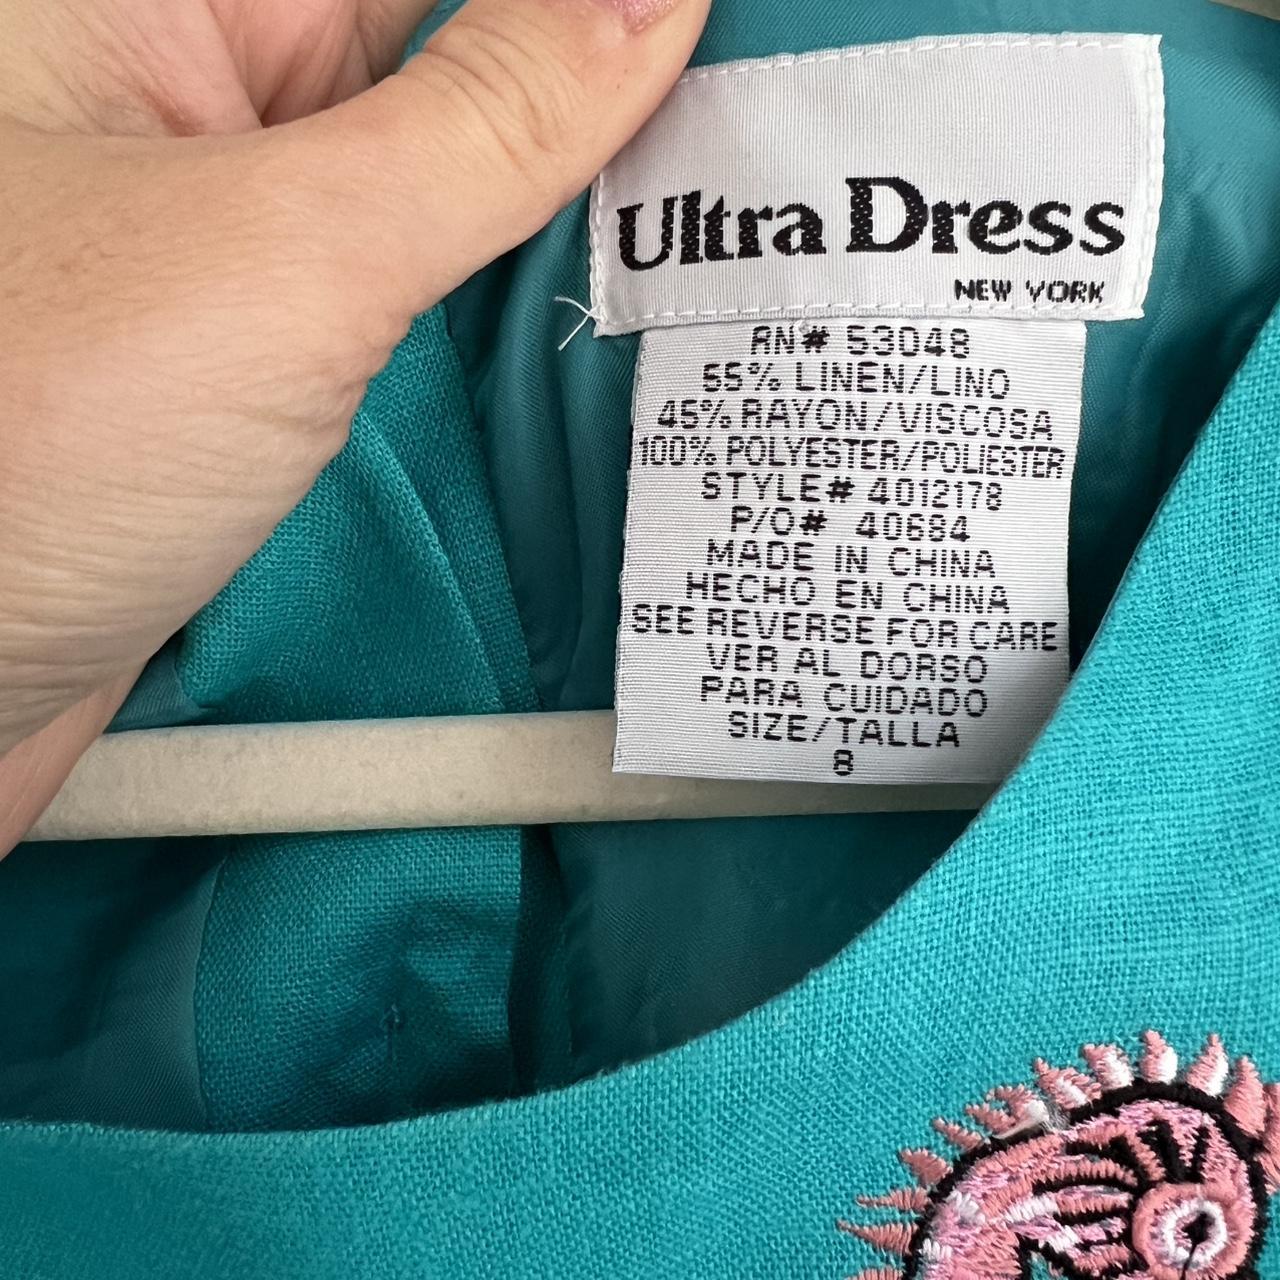 Ultra Dress
NEW YORK
RN# 53048
55% LINEN/LINO
45% RAYON/VISCOSA
100% POLYESTER/POLIESTER
STYLE# 4012178
P/O# 40684
MADE IN CHINA
HECHO EN CHINA
SEE REVERSE FOR CARE
VER AL DORSO
PARA CUIDADO
SIZE/TALLA
8